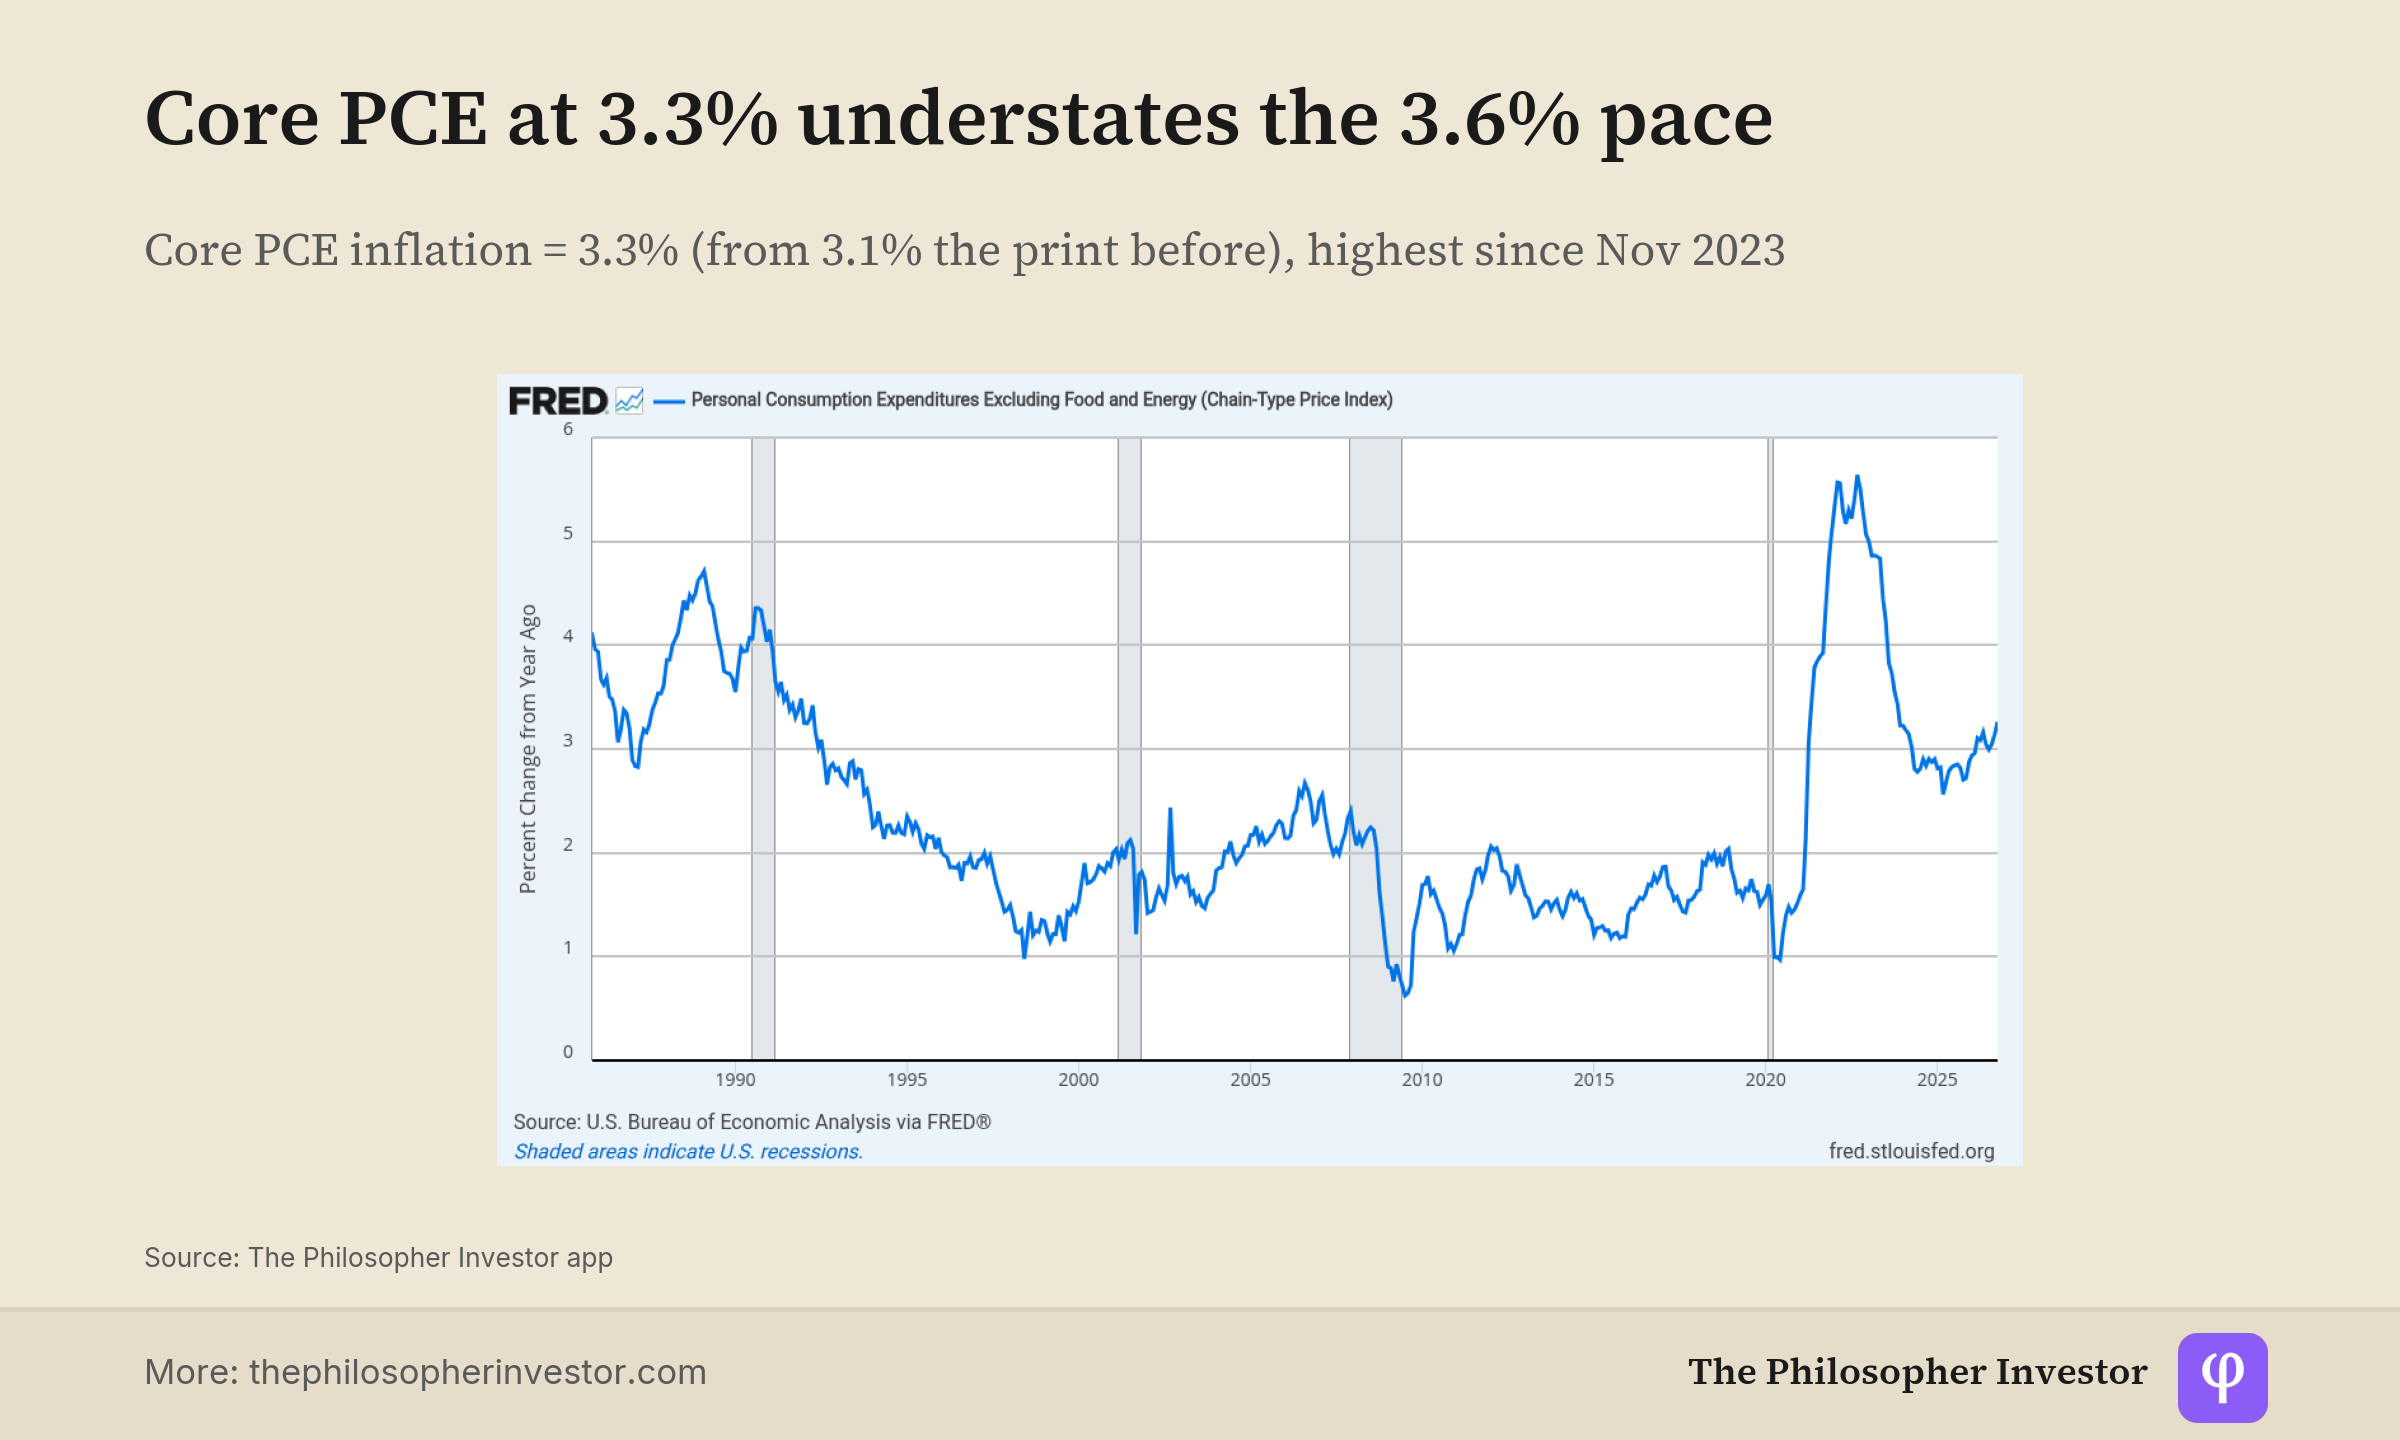 Core PCE at 3.3% understates the 3.6% pace
Core PCE inflation = 3.3% (from 3.1% the print before), highest since Nov 2023
FRED
Personal Consumption Expenditures Excluding Food and Energy (Chain-Type Price Index)
6
5
4
3
2
1
0
Percent Change from Year Ago
1990 1995 2000 2005 2010 2015 2020 2025
Source: U.S. Bureau of Economic Analysis via FRED®
Shaded areas indicate U.S. recessions.
fred.stlouisfed.org
Source: The Philosopher Investor app
More: thephilosopherinvestor.com
The Philosopher Investor
φ